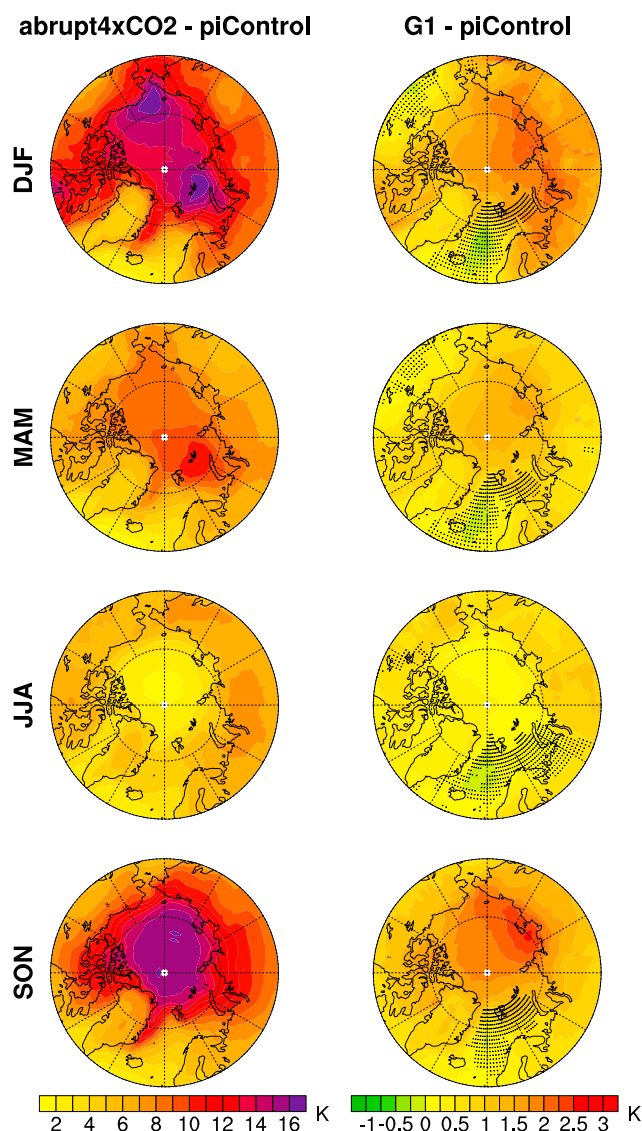 abrupt4xCO2 - piControl G1 - piControl
DJF
MAM
JJA
SON
2 4 6 8 10 12 14 16 K
-1 -0.5 0 0.5 1 1.5 2 2.5 3 K